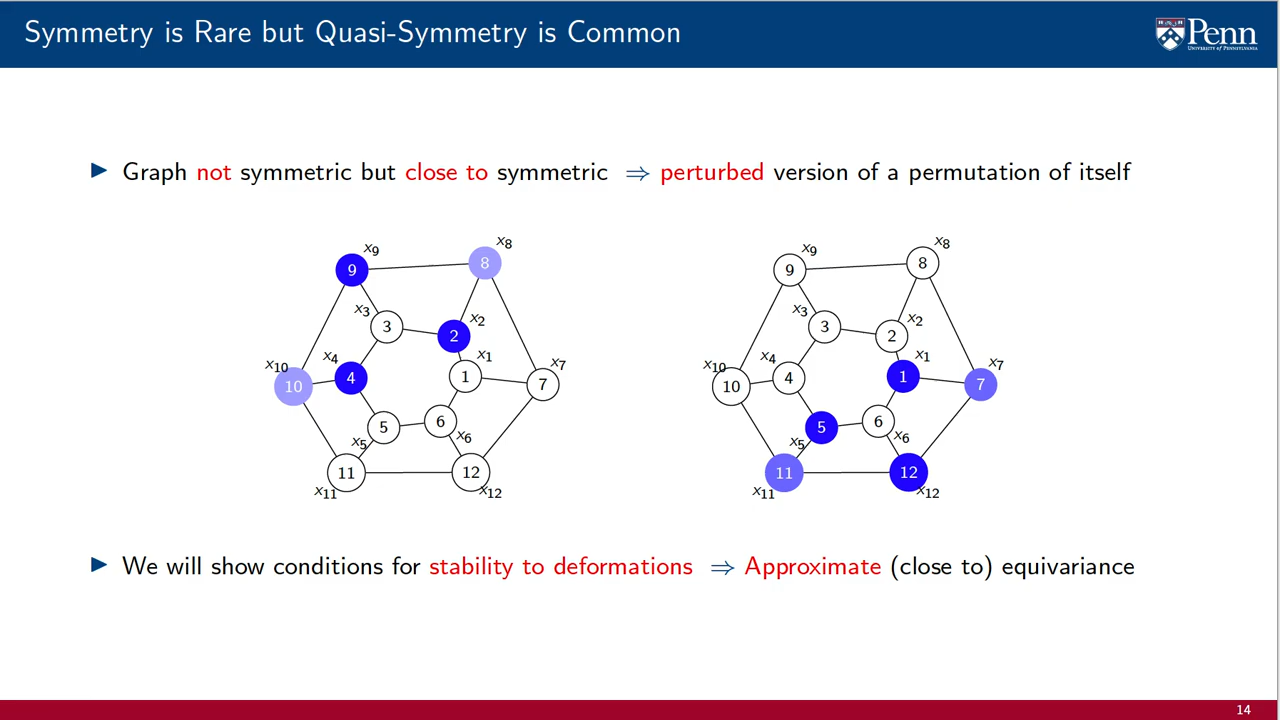 Symmetry is Rare but Quasi-Symmetry is Common
Penn
UNIVERSITY of PENNSYLVANIA
▶ Graph not symmetric but close to symmetric ⇒ perturbed version of a permutation of itself
x9 x8
9 8
x3 x2
3 2
x10 x4 x1 x7
10 4 1 7
5 6
x5 x6
11 12
x11 x12
x9 x8
9 8
x3 x2
3 2
x10 x4 x1 x7
10 4 1 7
5 6
x5 x6
11 12
x11 x12
▶ We will show conditions for stability to deformations ⇒ Approximate (close to) equivariance
14